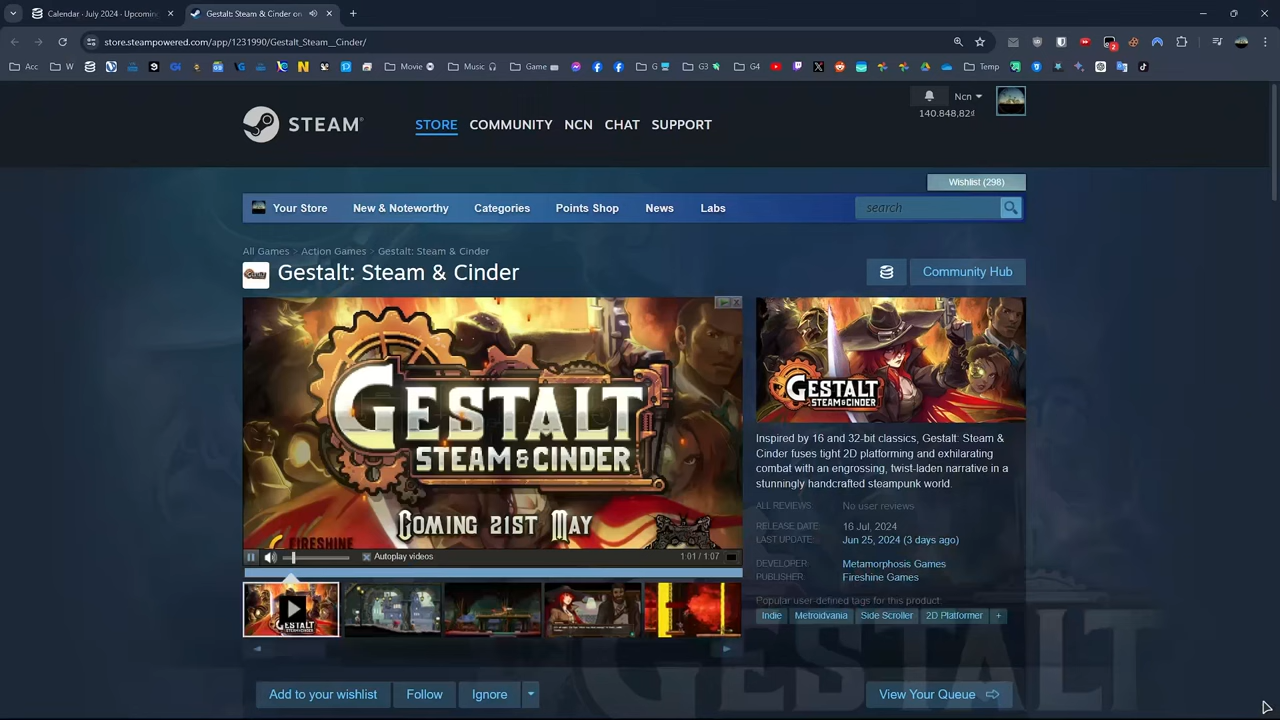 Calendar · July 2024 - Upcomin
Gestalt: Steam & Cinder on
store.steampowered.com/app/1231990/Gestalt_Steam__Cinder/
Acc
W
Movie
Music
Game
G3
G4
Temp
STEAM
STORE
COMMUNITY
NCN
CHAT
SUPPORT
Ncn
140.848,82₫
Wishlist (298)
Your Store
New & Noteworthy
Categories
Points Shop
News
Labs
search
All Games > Action Games > Gestalt: Steam & Cinder
Gestalt: Steam & Cinder
Community Hub
GESTALT
STEAM & CINDER
COMING 21ST MAY
FIRESHINE
Autoplay videos
1:01 / 1:07
GESTALT
STEAM & CINDER
Inspired by 16 and 32-bit classics, Gestalt: Steam &
Cinder fuses tight 2D platforming and exhilarating
combat with an engrossing, twist-laden narrative in a
stunningly handcrafted steampunk world.
ALL REVIEWS: No user reviews
RELEASE DATE: 16 Jul, 2024
LAST UPDATE: Jun 25, 2024 (3 days ago)
DEVELOPER: Metamorphosis Games
PUBLISHER: Fireshine Games
Popular user-defined tags for this product:
Indie
Metroidvania
Side Scroller
2D Platformer
+
Add to your wishlist
Follow
Ignore
View Your Queue
GESTALT